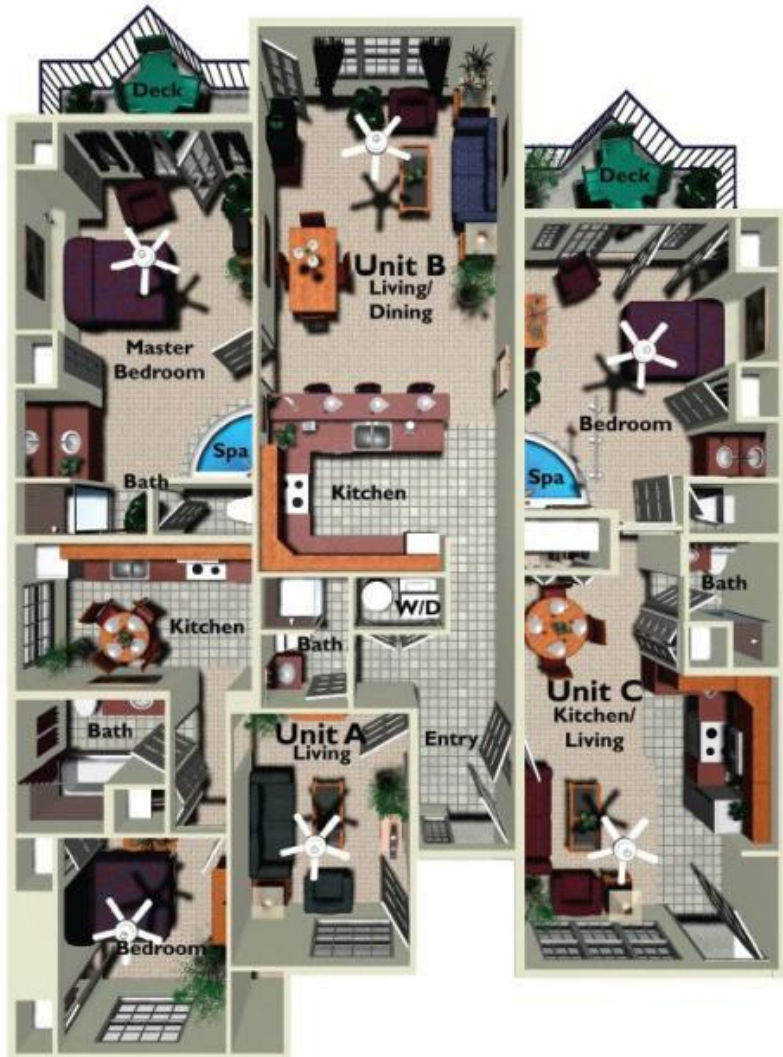 Deck
Deck
Unit B
Living/
Dining
Master
Bedroom
Bedroom
Spa
Spa
Bath
Kitchen
W/D
Bath
Kitchen
Bath
Bath
Unit A
Living
Entry
Unit C
Kitchen/
Living
Bedroom